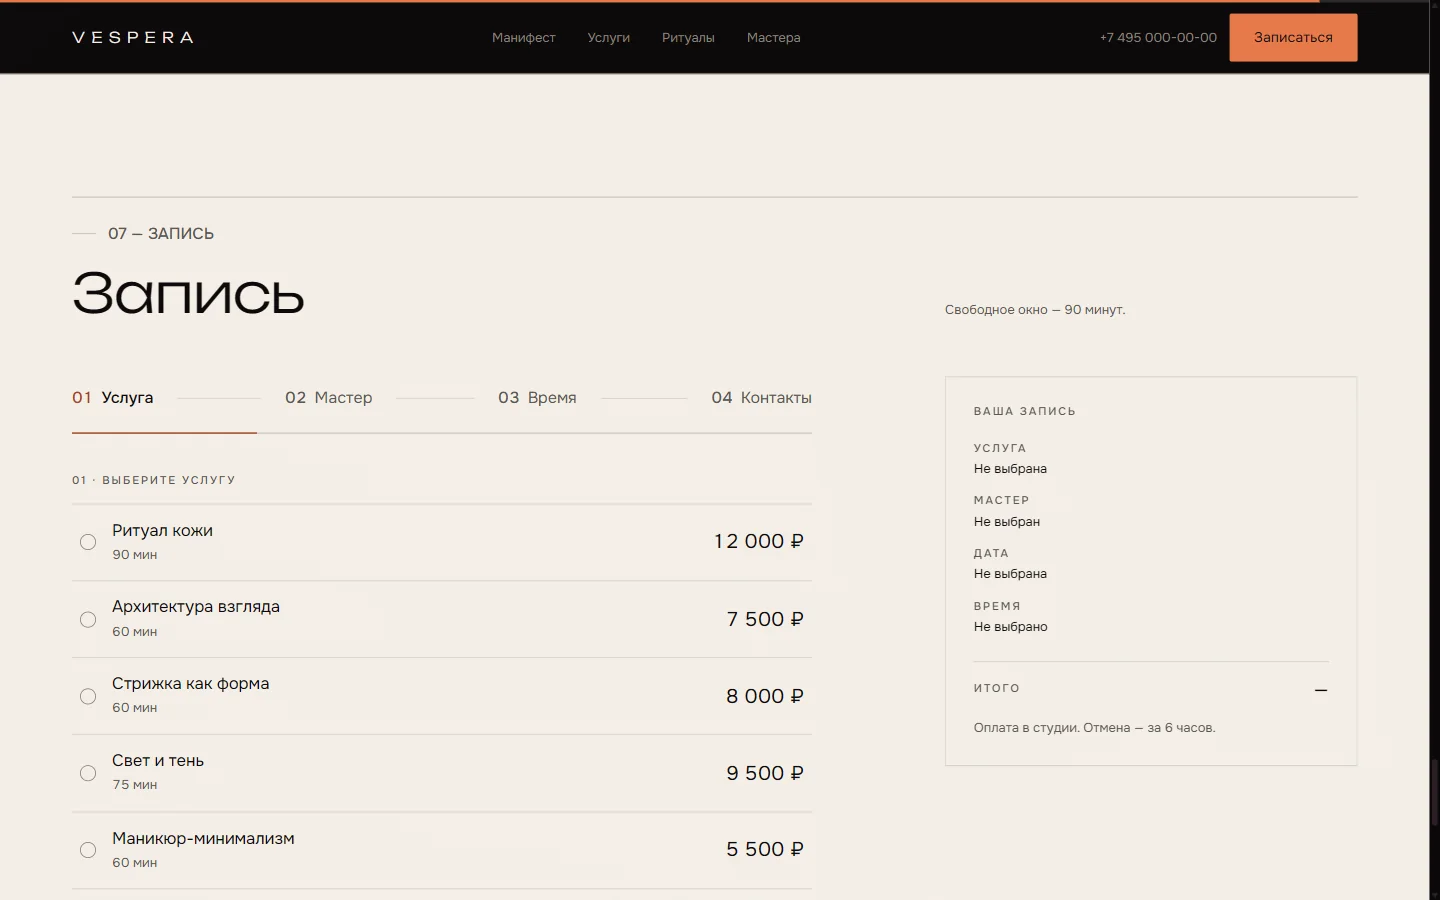 VESPERA
Манифест Услуги Ритуалы Мастера
+7 495 000-00-00
Записаться
07 — ЗАПИСЬ
Запись
Свободное окно — 90 минут.
01 Услуга
02 Мастер
03 Время
04 Контакты
01 · ВЫБЕРИТЕ УСЛУГУ
Ритуал кожи
90 мин
12 000 ₽
Архитектура взгляда
60 мин
7 500 ₽
Стрижка как форма
60 мин
8 000 ₽
Свет и тень
75 мин
9 500 ₽
Маникюр-минимализм
60 мин
5 500 ₽
ВАША ЗАПИСЬ
УСЛУГА
Не выбрана
МАСТЕР
Не выбран
ДАТА
Не выбрана
ВРЕМЯ
Не выбрано
ИТОГО —
Оплата в студии. Отмена — за 6 часов.